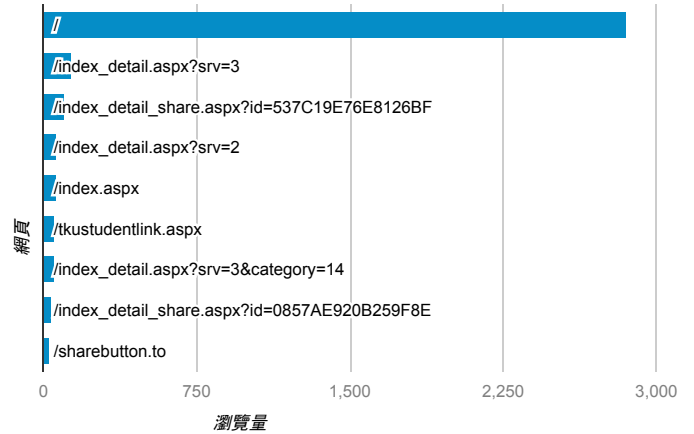 /
/index_detail.aspx?srv=3
/index_detail_share.aspx?id=537C19E76E8126BF
/index_detail.aspx?srv=2
/index.aspx
/tkustudentlink.aspx
/index_detail.aspx?srv=3&category=14
/index_detail_share.aspx?id=0857AE920B259F8E
/sharebutton.to
網頁
0 750 1,500 2,250 3,000
瀏覽量